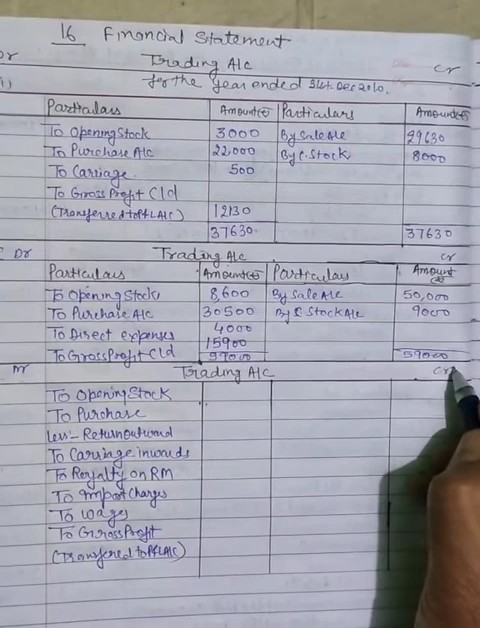 16 Financial Statement
Dr Trading A/c Cr
for the year ended 31st. Dec 2010.
Particulars Amount(₹) Particulars Amount(₹)
To Opening Stock 3000 By Sale A/c 29630
To Purchase A/c 22,000 By C. Stock 8000
To Carriage 500
To Gross Profit C/d
(Transferred to P&L A/c) 12130
37630 37630
Dr Trading A/c Cr
Particulars Amount(₹) Particulars Amount (₹)
To Opening Stock 8,600 By Sale A/c 50,000
To Purchase A/c 30500 By C Stock A/c 9000
To Direct expenses 4000
To Gross Profit C/d 15900
59000 59000
Trading A/c Cr
To Opening Stock
To Purchase
Less:- Return outward
To Carriage inwards
To Royalty on RM
To Import Charges
To Wages
To Gross Profit
(Transfered to P&L A/c)